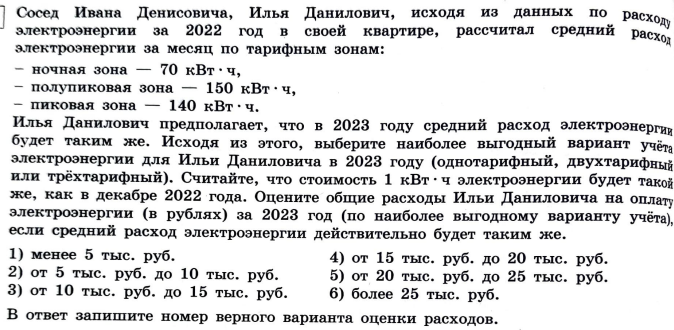 Сосед Ивана Денисовича, Илья Данилович, исходя из данных по расходу
электроэнергии за 2022 год в своей квартире, рассчитал средний расход
электроэнергии за месяц по тарифным зонам:
– ночная зона — 70 кВт · ч,
– полупиковая зона — 150 кВт · ч,
– пиковая зона — 140 кВт · ч.
Илья Данилович предполагает, что в 2023 году средний расход электроэнергии
будет таким же. Исходя из этого, выберите наиболее выгодный вариант учёта
электроэнергии для Ильи Даниловича в 2023 году (однотарифный, двухтарифный
или трёхтарифный). Считайте, что стоимость 1 кВт · ч электроэнергии будет такой
же, как в декабре 2022 года. Оцените общие расходы Ильи Даниловича на оплату
электроэнергии (в рублях) за 2023 год (по наиболее выгодному варианту учёта),
если средний расход электроэнергии действительно будет таким же.
1) менее 5 тыс. руб. 4) от 15 тыс. руб. до 20 тыс. руб.
2) от 5 тыс. руб. до 10 тыс. руб. 5) от 20 тыс. руб. до 25 тыс. руб.
3) от 10 тыс. руб. до 15 тыс. руб. 6) более 25 тыс. руб.
В ответ запишите номер верного варианта оценки расходов.